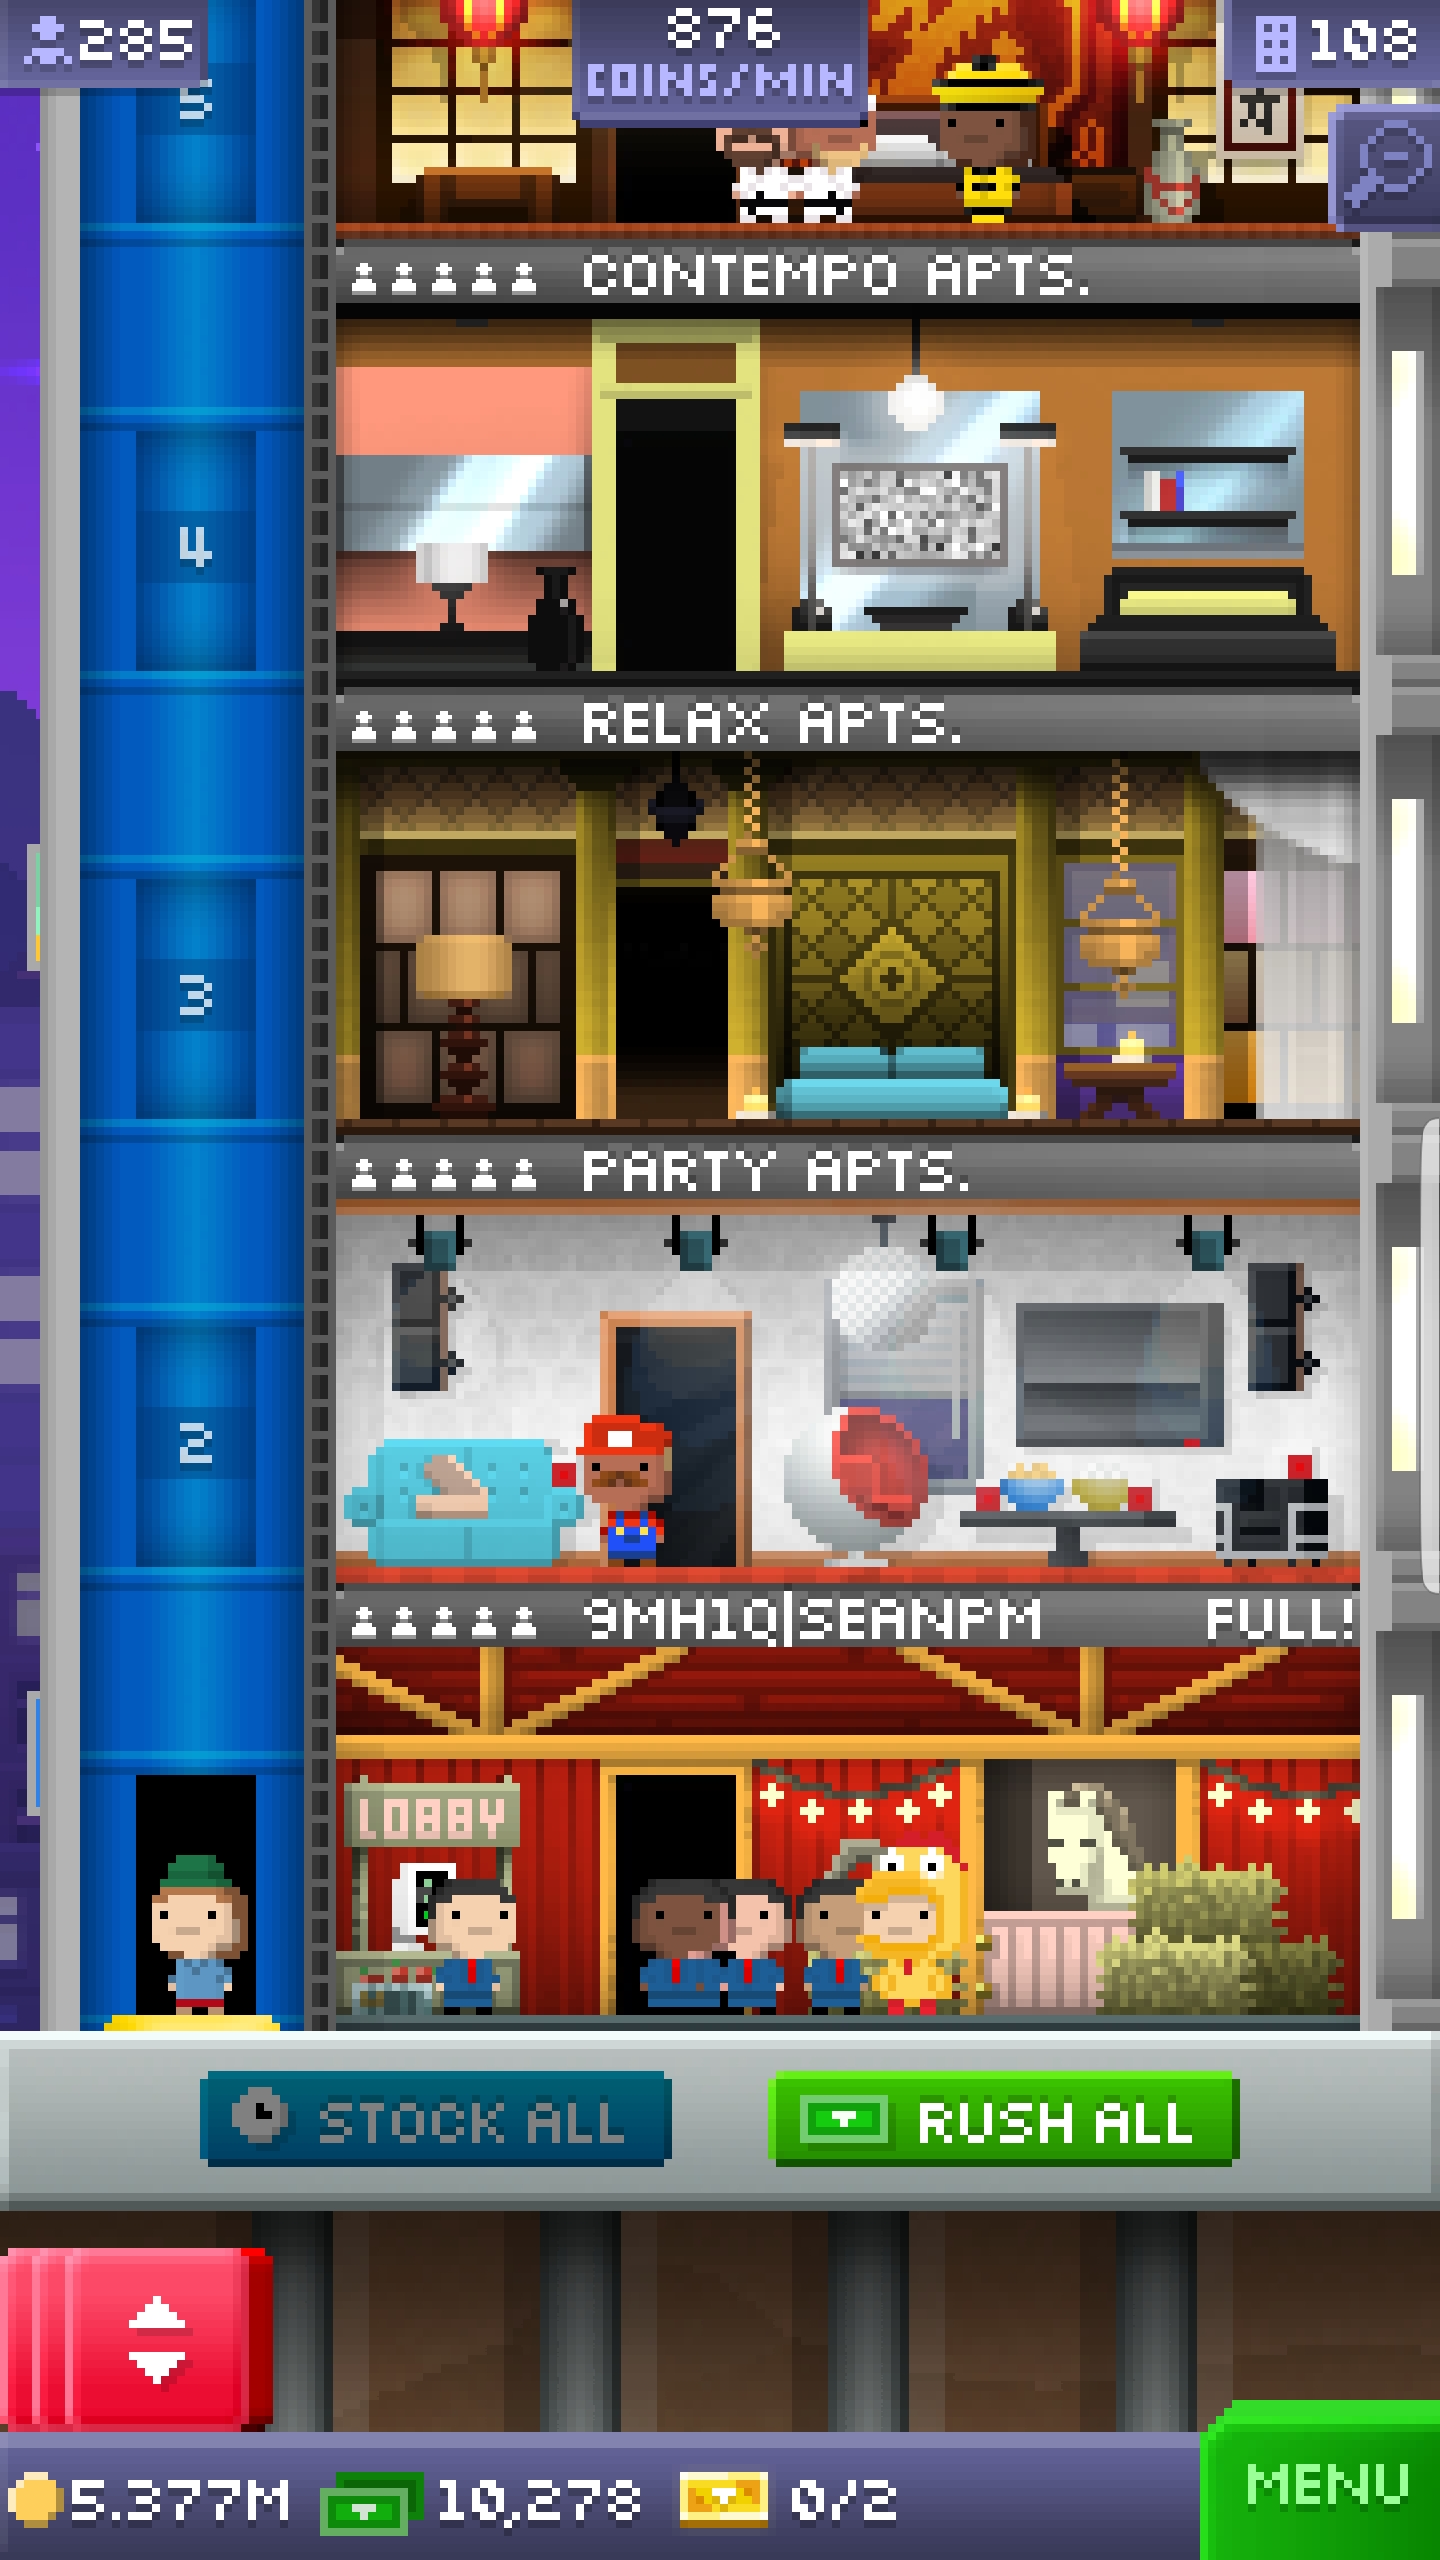 285
876
COINS/MIN
108
5
CONTEMPO APTS.
4
RELAX APTS.
3
PARTY APTS.
2
9MH1Q|SEANPM FULL!
LOBBY
STOCK ALL
RUSH ALL
5.377M 10,278 0/2
MENU